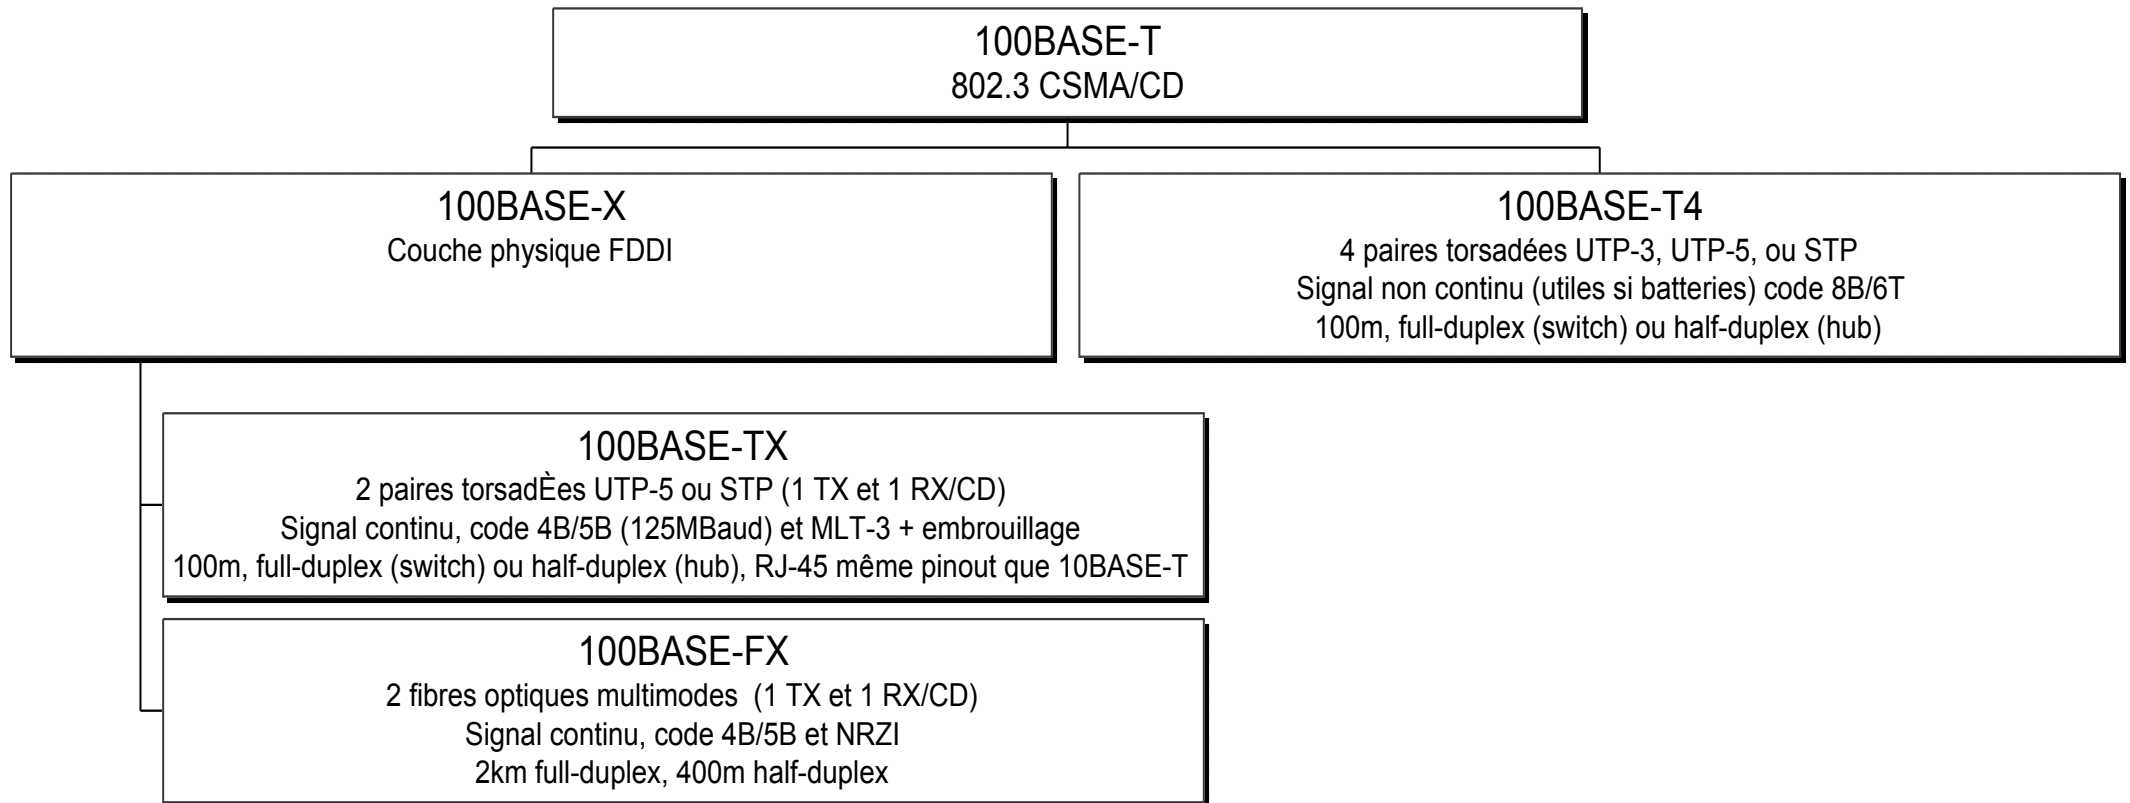 100BASE-T
802.3 CSMA/CD
100BASE-X
Couche physique FDDI
100BASE-T4
4 paires torsadées UTP-3, UTP-5, ou STP
Signal non continu (utiles si batteries) code 8B/6T
100m, full-duplex (switch) ou half-duplex (hub)
100BASE-TX
2 paires torsadÈes UTP-5 ou STP (1 TX et 1 RX/CD)
Signal continu, code 4B/5B (125MBaud) et MLT-3 + embrouillage
100m, full-duplex (switch) ou half-duplex (hub), RJ-45 même pinout que 10BASE-T
100BASE-FX
2 fibres optiques multimodes (1 TX et 1 RX/CD)
Signal continu, code 4B/5B et NRZI
2km full-duplex, 400m half-duplex